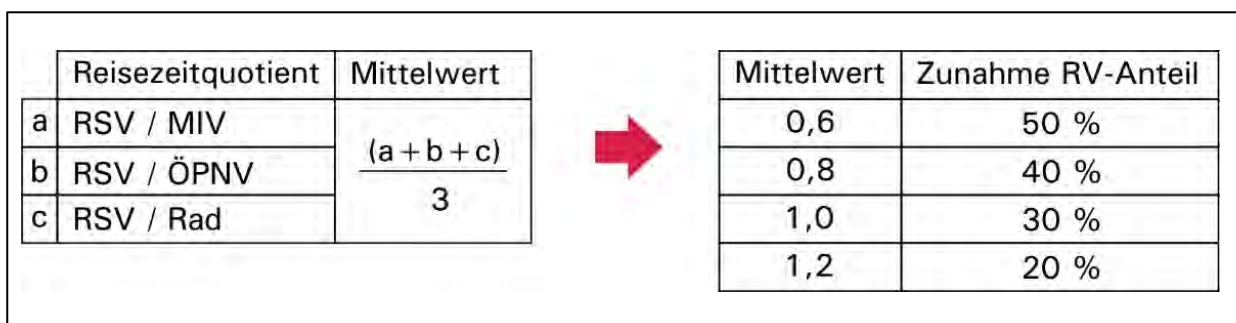 Reisezeitquotient Mittelwert
a RSV / MIV
b RSV / ÖPNV
c RSV / Rad
(a+b+c)
3
Mittelwert Zunahme RV-Anteil
0,6 50 %
0,8 40 %
1,0 30 %
1,2 20 %